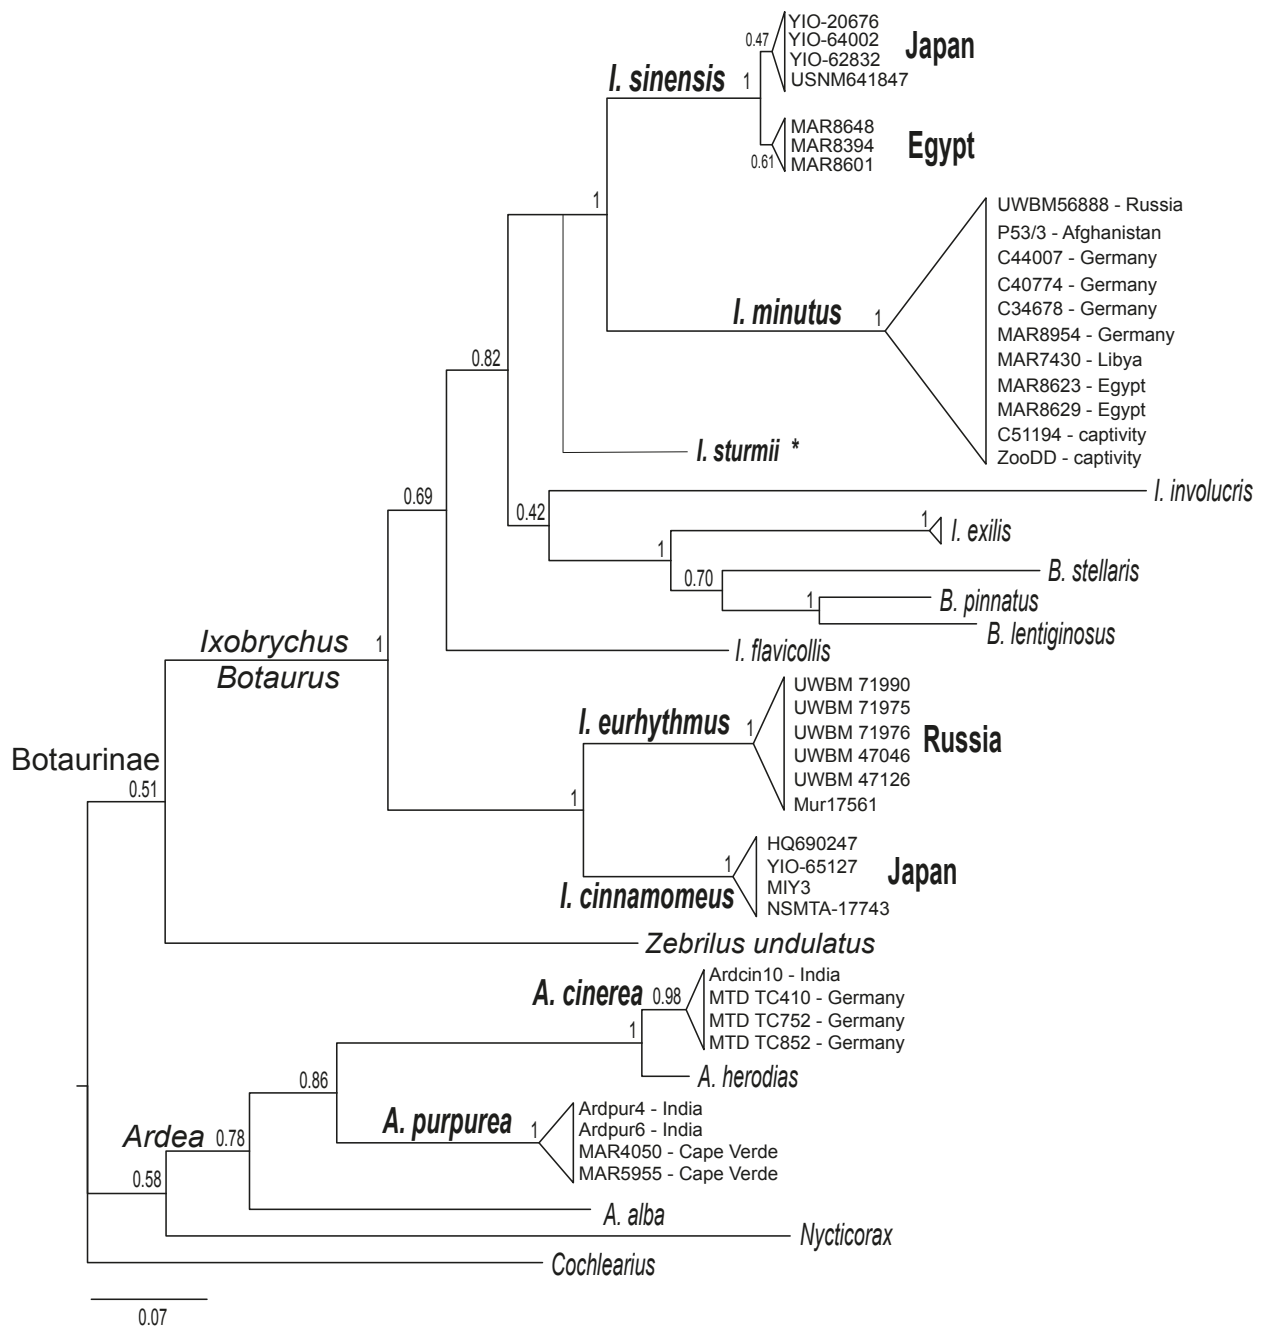 YIO-20676
0.47
YIO-64002
Japan
YIO-62832
USNM641847
I. sinensis
1
MAR8648
MAR8394
Egypt
0.61
MAR8601
1
UWBM56888 - Russia
P53/3 - Afghanistan
C44007 - Germany
C40774 - Germany
C34678 - Germany
I. minutus
1
MAR8954 - Germany
MAR7430 - Libya
MAR8623 - Egypt
MAR8629 - Egypt
C51194 - captivity
ZooDD - captivity
0.82
I. sturmii *
0.69
I. involucris
0.42
1
I. exilis
1
B. stellaris
0.70
B. pinnatus
1
B. lentiginosus
Ixobrychus
1
Botaurus
I. flavicollis
UWBM 71990
UWBM 71975
I. eurhythmus
1
UWBM 71976
Russia
UWBM 47046
UWBM 47126
Mur17561
Botaurinae
0.51
1
HQ690247
YIO-65127
1
Japan
MIY3
I. cinnamomeus
NSMTA-17743
Zebrilus undulatus
Ardcin10 - India
A. cinerea
0.98
MTD TC410 - Germany
MTD TC752 - Germany
1
MTD TC852 - Germany
A. herodias
0.86
Ardpur4 - India
A. purpurea
1
Ardpur6 - India
MAR4050 - Cape Verde
MAR5955 - Cape Verde
Ardea
0.78
0.58
A. alba
Nycticorax
Cochlearius
0.07